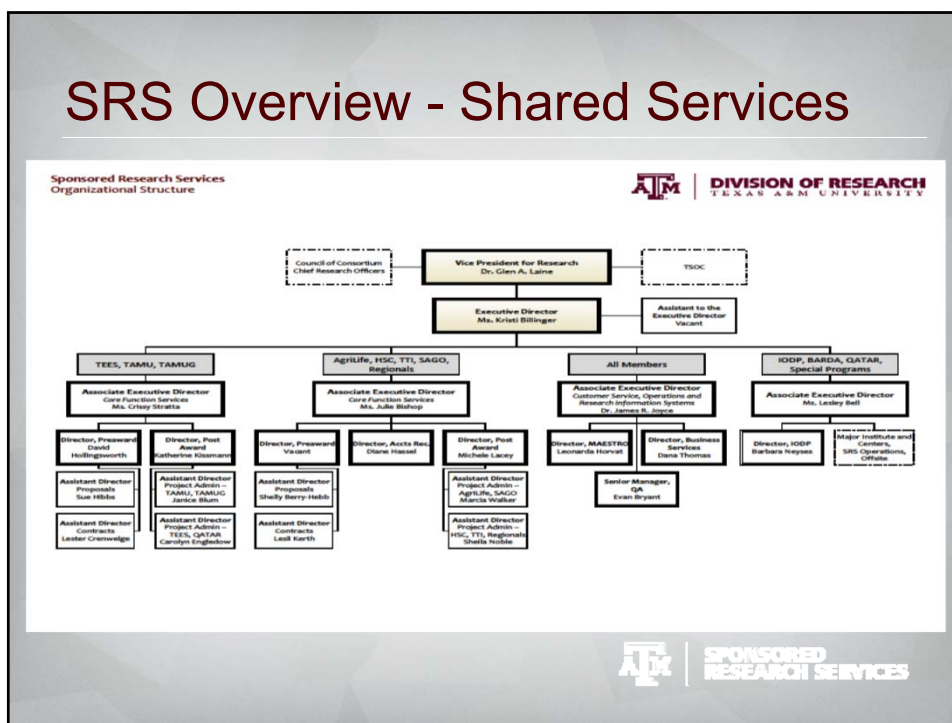 SRS Overview - Shared Services
Sponsored Research Services
Organizational Structure
A|M
DIVISION OF RESEARCH
TEXAS A&M UNIVERSITY
Council of Consortium
Chief Research Officers
Vice President for Research
Dr. Glen A. Laine
TSOC
Executive Director
Ms. Kristi Billinger
Assistant to the
Executive Director
Vacant
TEES, TAMU, TAMUG
AgriLife, HSC, TTI, SAGO,
Regionals
All Members
IODP, BARDA, QATAR,
Special Programs
Associate Executive Director
Core Function Services
Ms. Crissy Stratta
Associate Executive Director
Core Function Services
Ms. Julie Bishop
Associate Executive Director
Customer Service, Operations and
Research Information Systems
Dr. James R. Joyce
Associate Executive Director
Ms. Lesley Bell
Director, Preaward
David
Hollingsworth
Director, Post
Award
Katherine Kissmann
Director, Preaward
Vacant
Director, Accts Rec.
Diane Hassel
Director, Post
Award
Michele Lacey
Director, MAESTRO
Leonarda Horvat
Director, Business
Services
Dana Thomas
Director, IODP
Barbara Neyses
Major Institute and
Centers,
SRS Operations,
Offsite
Assistant Director
Proposals
Sue Hibbs
Assistant Director
Project Admin –
TAMU, TAMUG
Janice Blum
Assistant Director
Proposals
Shelly Berry-Hebb
Assistant Director
Project Admin –
AgriLife, SAGO
Marcia Walker
Senior Manager,
QA
Evan Bryant
Assistant Director
Contracts
Lester Crenwelge
Assistant Director
Project Admin –
TEES, QATAR
Carolyn Engledow
Assistant Director
Contracts
Lesli Kerth
Assistant Director
Project Admin –
HSC, TTI, Regionals
Sheila Noble
A|M
SPONSORED
RESEARCH SERVICES